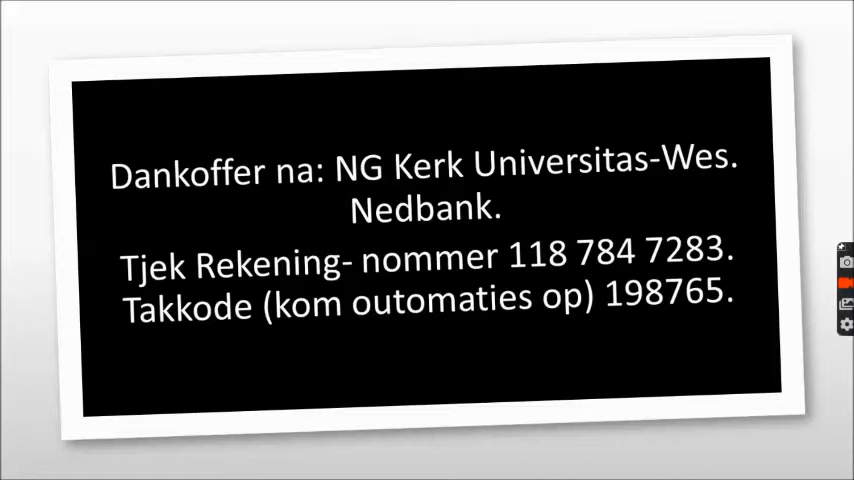 Dankoffer na: NG Kerk Universitas-Wes.
Nedbank.
Tjek Rekening- nommer 118 784 7283.
Takkode (kom outomaties op) 198765.